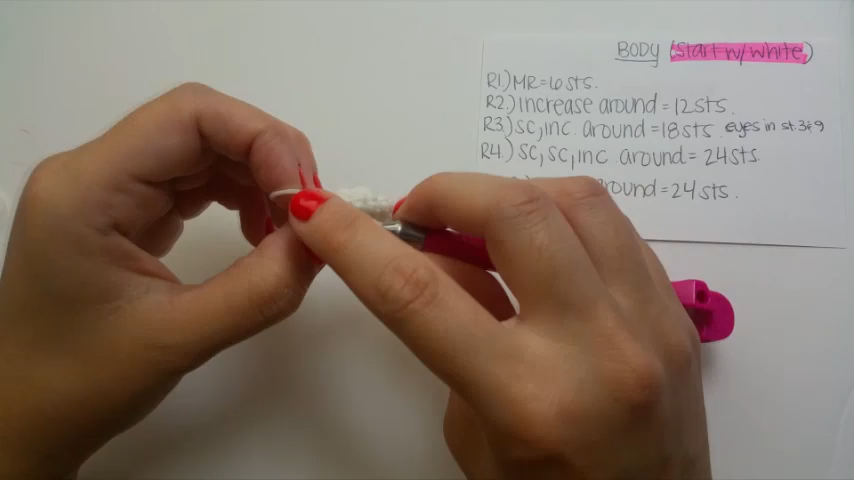 BODY (Start w/ white)
R1.) MR = 6 sts.
R2.) increase around = 12 sts.
R3.) SC, inc around = 18 sts. eyes in st. 3 & 9
R4.) SC, SC, inc around = 24 sts.
around = 24 sts.